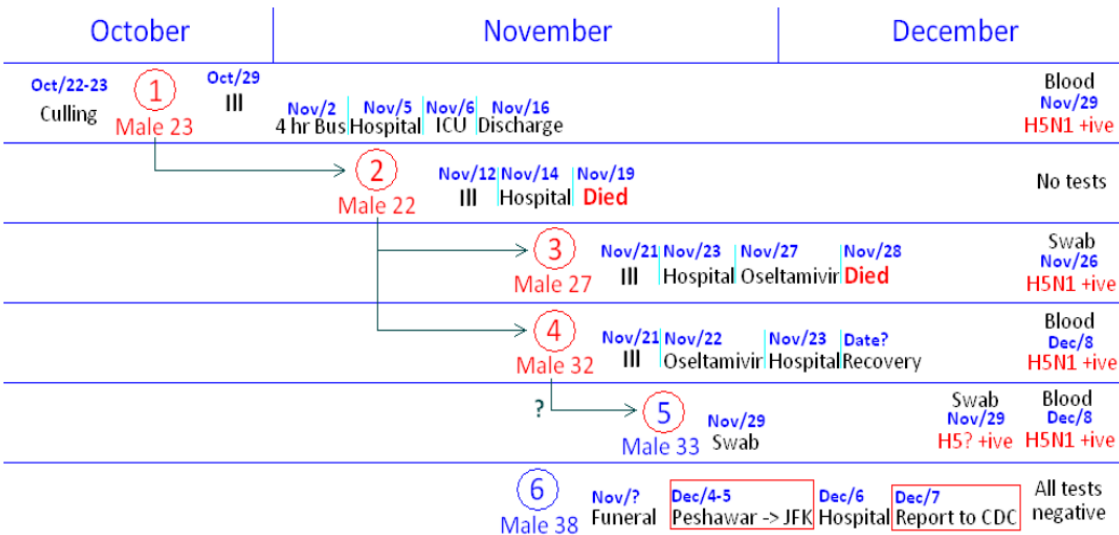 October November December
Oct/22-23 Culling
1
Male 23
Oct/29 Ill
Nov/2 4 hr Bus
Nov/5 Hospital
Nov/6 ICU
Nov/16 Discharge
Blood
Nov/29
H5N1 +ive
2
Male 22
Nov/12 Ill
Nov/14 Hospital
Nov/19 Died
No tests
3
Male 27
Nov/21 Ill
Nov/23 Hospital
Nov/27 Oseltamivir
Nov/28 Died
Swab
Nov/26
H5N1 +ive
4
Male 32
Nov/21 Ill
Nov/22 Oseltamivir
Nov/23 Hospital
Date? Recovery
Blood
Dec/8
H5N1 +ive
?
5
Male 33
Nov/29 Swab
Swab
Nov/29
H5? +ive
Blood
Dec/8
H5N1 +ive
6
Male 38
Nov/? Funeral
Dec/4-5 Peshawar -> JFK
Dec/6 Hospital
Dec/7 Report to CDC
All tests
negative